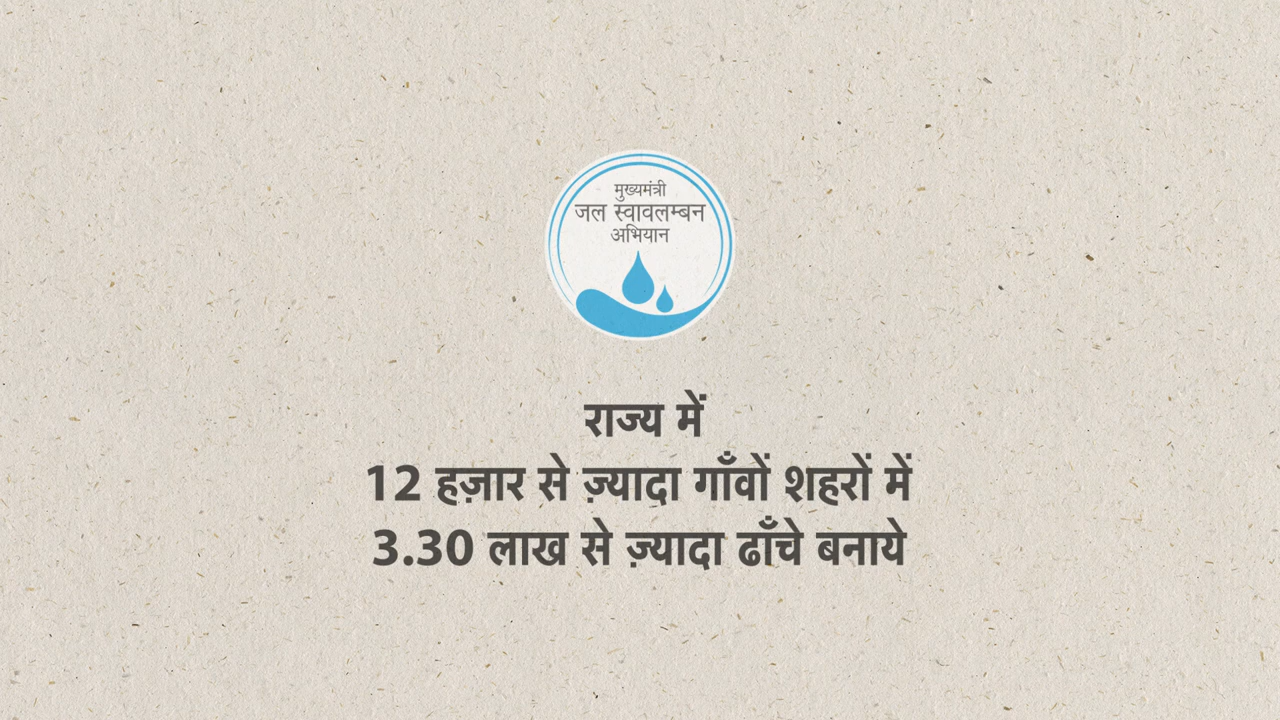 मुख्यमंत्री
जल स्वावलम्बन
अभियान
राज्य में
12 हज़ार से ज़्यादा गाँवों शहरों में
3.30 लाख से ज़्यादा ढाँचे बनाये